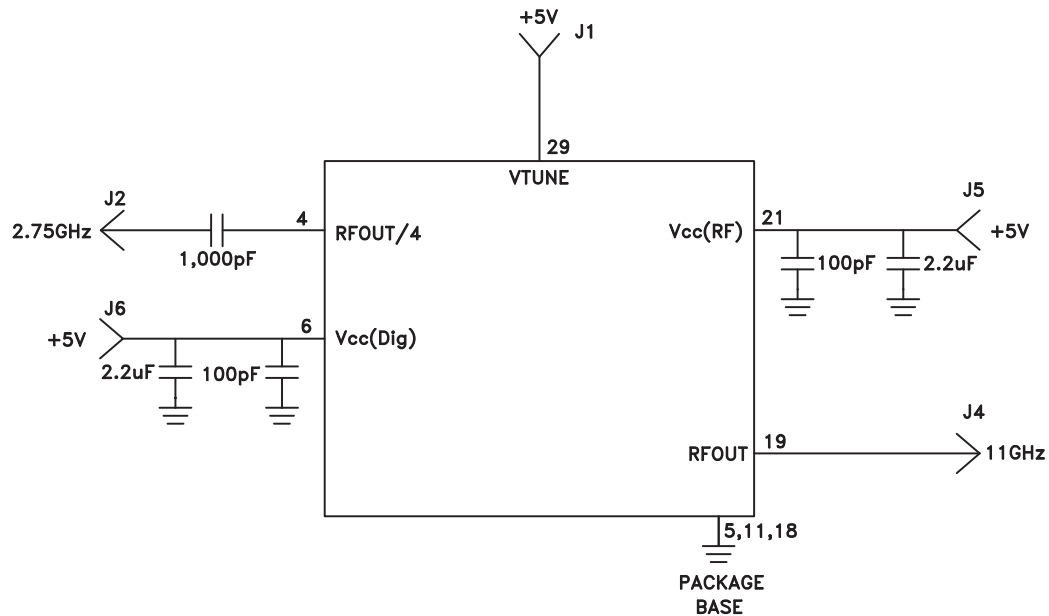 +5V
J1
29
VTUNE
J2
2.75GHz
1,000pF
4
RFOUT/4
J6
+5V
2.2uF
100pF
6
Vcc(Dig)
21
Vcc(RF)
J5
+5V
100pF
2.2uF
J4
RFOUT
19
11GHz
5,11,18
PACKAGE
BASE